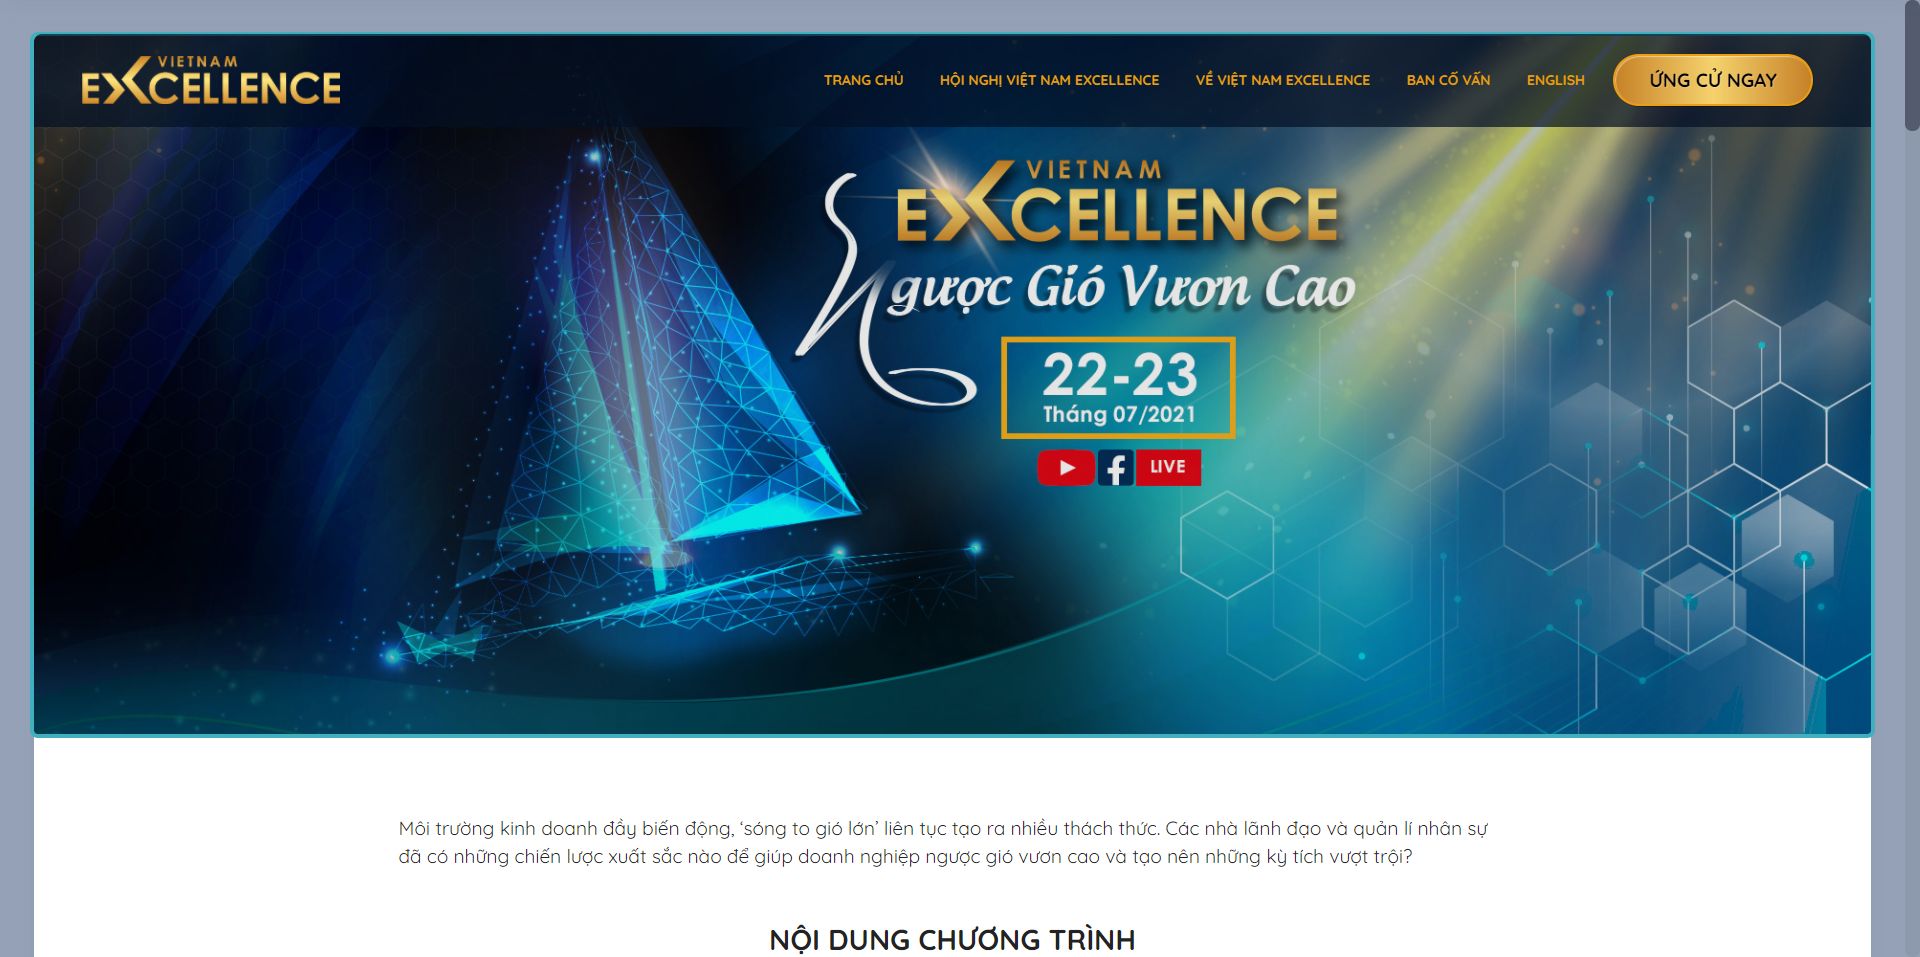 VIETNAM
EXCELLENCE
TRANG CHỦ
HỘI NGHỊ VIỆT NAM EXCELLENCE
VỀ VIỆT NAM EXCELLENCE
BAN CỐ VẤN
ENGLISH
ỨNG CỬ NGAY
VIETNAM
EXCELLENCE
Ngược Gió Vươn Cao
22-23
Tháng 07/2021
LIVE
Môi trường kinh doanh đầy biến động, ‘sóng to gió lớn’ liên tục tạo ra nhiều thách thức. Các nhà lãnh đạo và quản lí nhân sự
đã có những chiến lược xuất sắc nào để giúp doanh nghiệp ngược gió vươn cao và tạo nên những kỳ tích vượt trội?
NỘI DUNG CHƯƠNG TRÌNH